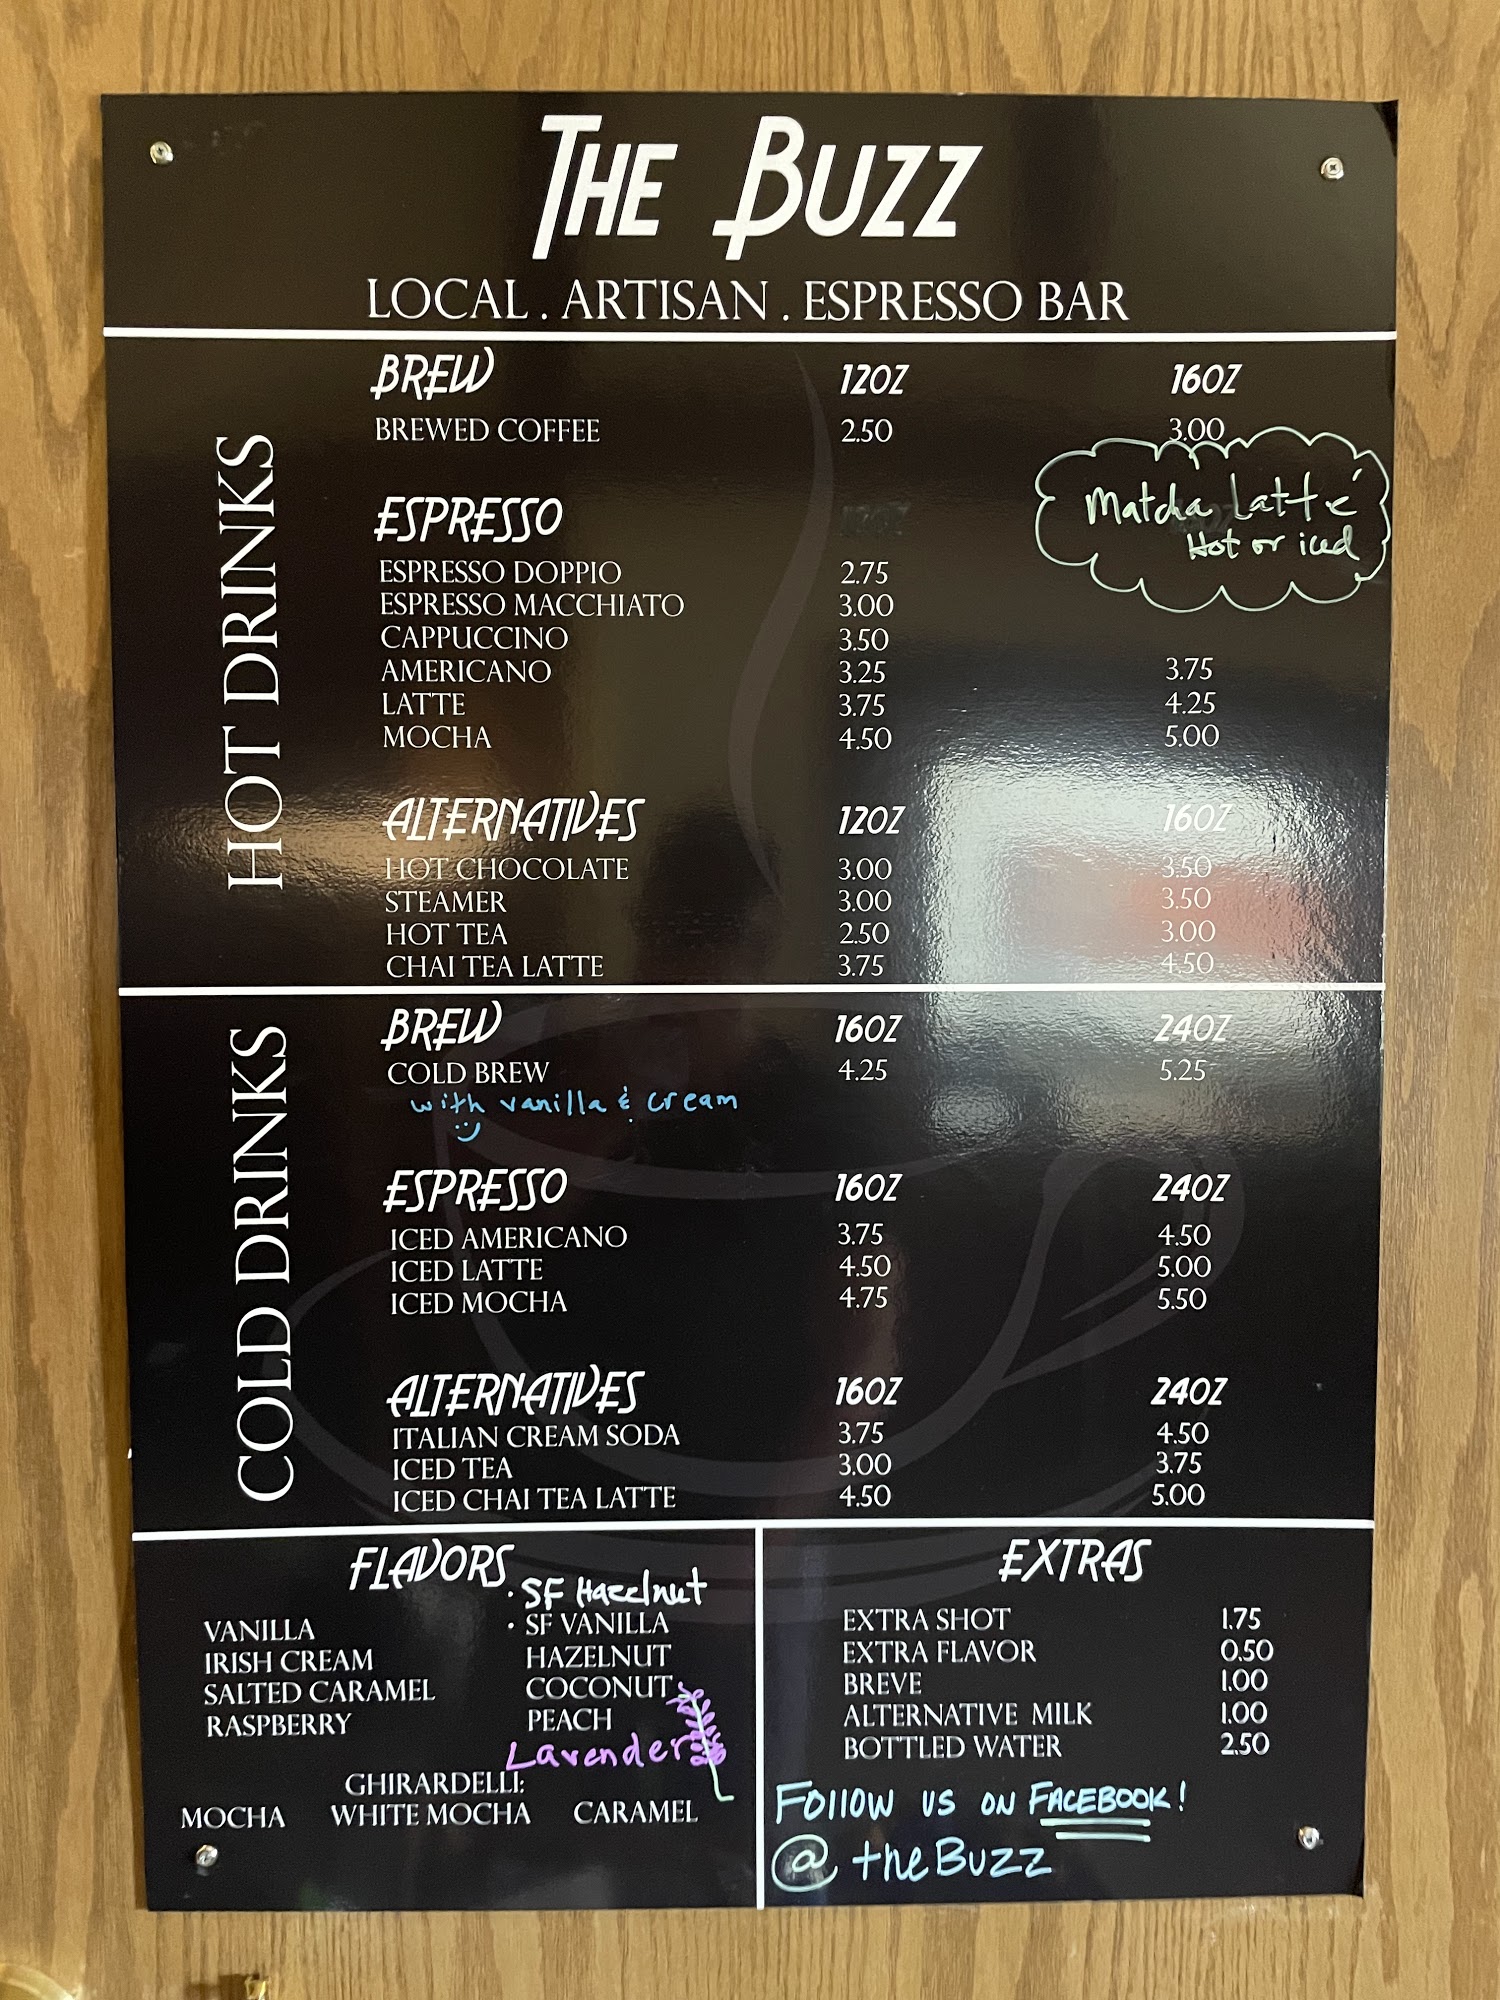 THE BUZZ
LOCAL . ARTISAN . ESPRESSO BAR
HOT DRINKS
BREW 12OZ 16OZ
BREWED COFFEE 2.50 3.00
Matcha Latté
Hot or iced
ESPRESSO
ESPRESSO DOPPIO 2.75
ESPRESSO MACCHIATO 3.00
CAPPUCCINO 3.50
AMERICANO 3.25 3.75
LATTE 3.75 4.25
MOCHA 4.50 5.00
ALTERNATIVES 12OZ 16OZ
HOT CHOCOLATE 3.00 3.50
STEAMER 3.00 3.50
HOT TEA 2.50 3.00
CHAI TEA LATTE 3.75 4.50
COLD DRINKS
BREW 16OZ 24OZ
COLD BREW 4.25 5.25
with vanilla & cream
ESPRESSO 16OZ 24OZ
ICED AMERICANO 3.75 4.50
ICED LATTE 4.50 5.00
ICED MOCHA 4.75 5.50
ALTERNATIVES 16OZ 24OZ
ITALIAN CREAM SODA 3.75 4.50
ICED TEA 3.00 3.75
ICED CHAI TEA LATTE 4.50 5.00
FLAVORS
· SF Hazelnut
VANILLA · SF VANILLA
IRISH CREAM HAZELNUT
SALTED CARAMEL COCONUT
RASPBERRY PEACH
Lavender
GHIRARDELLI:
MOCHA WHITE MOCHA CARAMEL
EXTRAS
EXTRA SHOT 1.75
EXTRA FLAVOR 0.50
BREVE 1.00
ALTERNATIVE MILK 1.00
BOTTLED WATER 2.50
FOllOW US ON FACEBOOK!
@ theBuzz